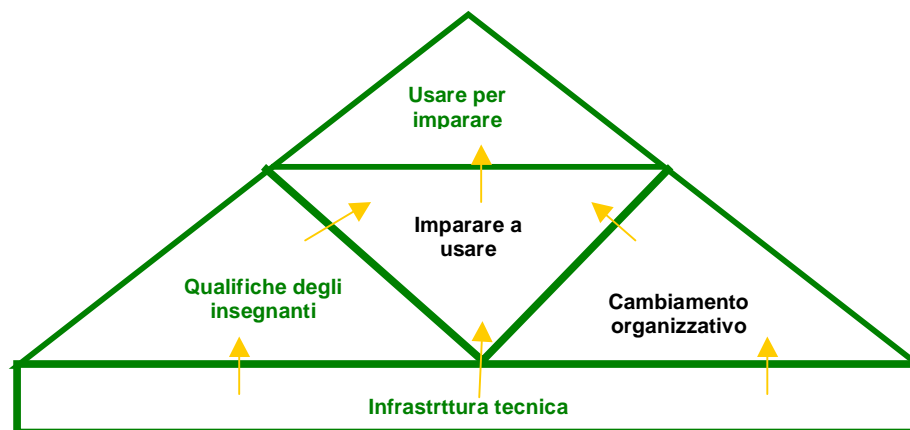 Usare per
imparare
Imparare a
usare
Qualifiche degli
insegnanti
Cambiamento
organizzativo
Infrastrttura tecnica